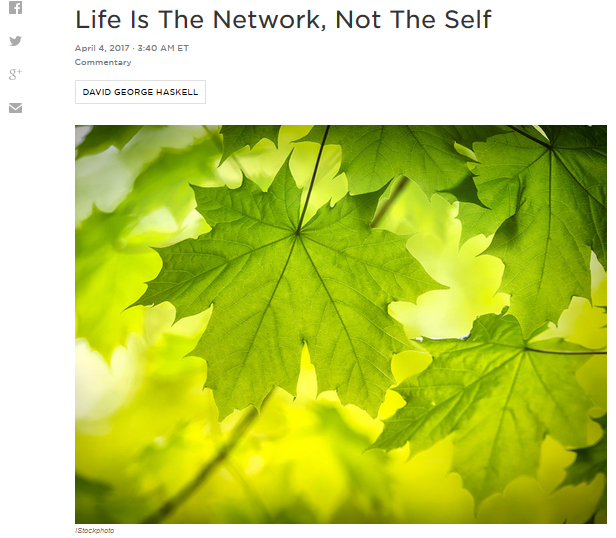 Life Is The Network, Not The Self
April 4, 2017 · 3:40 AM ET
Commentary
DAVID GEORGE HASKELL
g+
iStockphoto